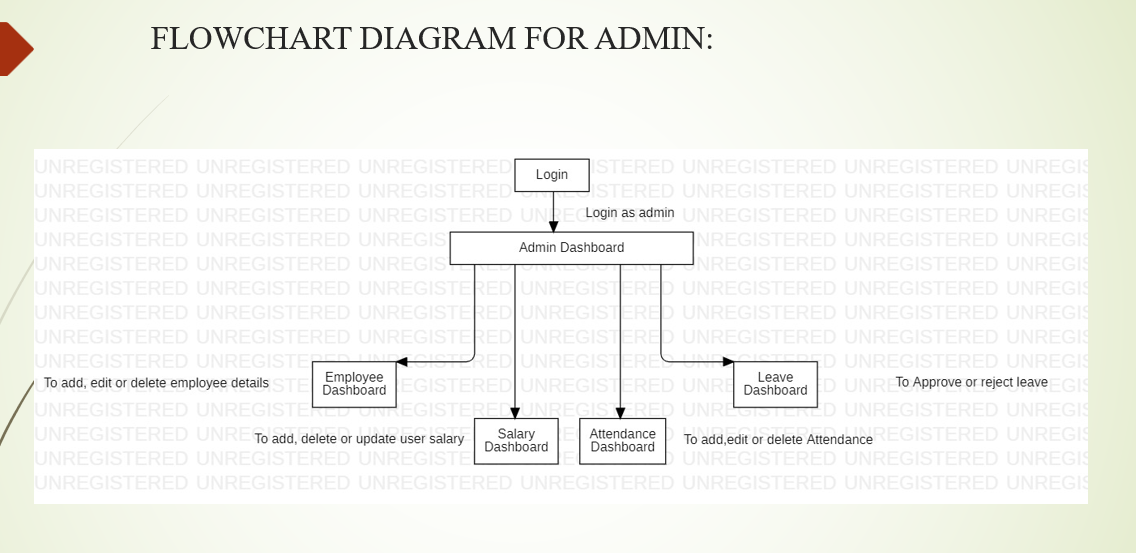 FLOWCHART DIAGRAM FOR ADMIN:
UNREGISTERED UNREGISTERED UNREGISTERED UNREGISTERED UNREGISTERED UNREGISTERED
Login
Login as admin
Admin Dashboard
Employee
Dashboard
To add, edit or delete employee details
Leave
Dashboard
To Approve or reject leave
To add, delete or update user salary
Salary
Dashboard
Attendance
Dashboard
To add,edit or delete Attendance